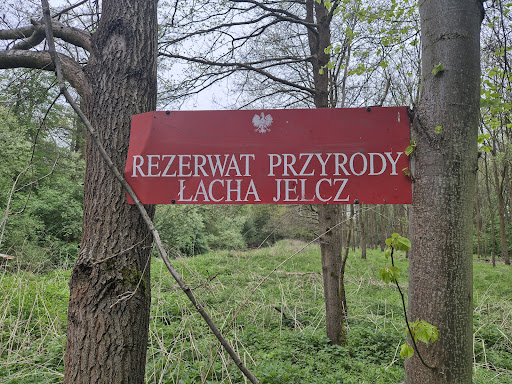 REZERWAT PRZYRODY
ŁACHA JELCZ